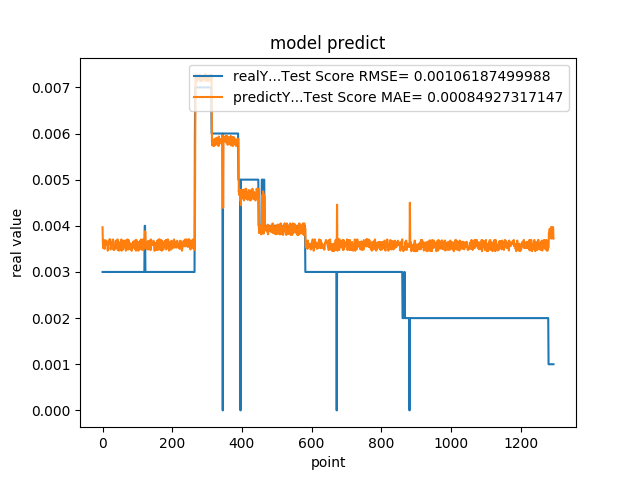 model predict
realY...Test Score RMSE= 0.00106187499988
predictY...Test Score MAE= 0.00084927317147
real value
0.007
0.006
0.005
0.004
0.003
0.002
0.001
0.000
0 200 400 600 800 1000 1200
point